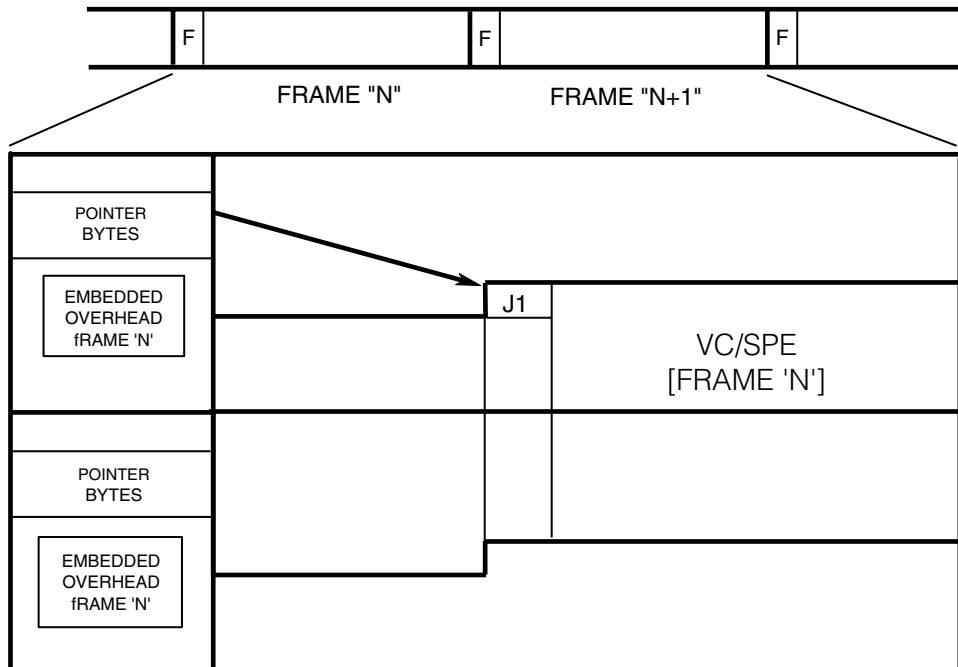 F F F
FRAME "N" FRAME "N+1"
POINTER
BYTES
EMBEDDED
OVERHEAD
fRAME 'N'
J1
VC/SPE
[FRAME 'N']
POINTER
BYTES
EMBEDDED
OVERHEAD
fRAME 'N'